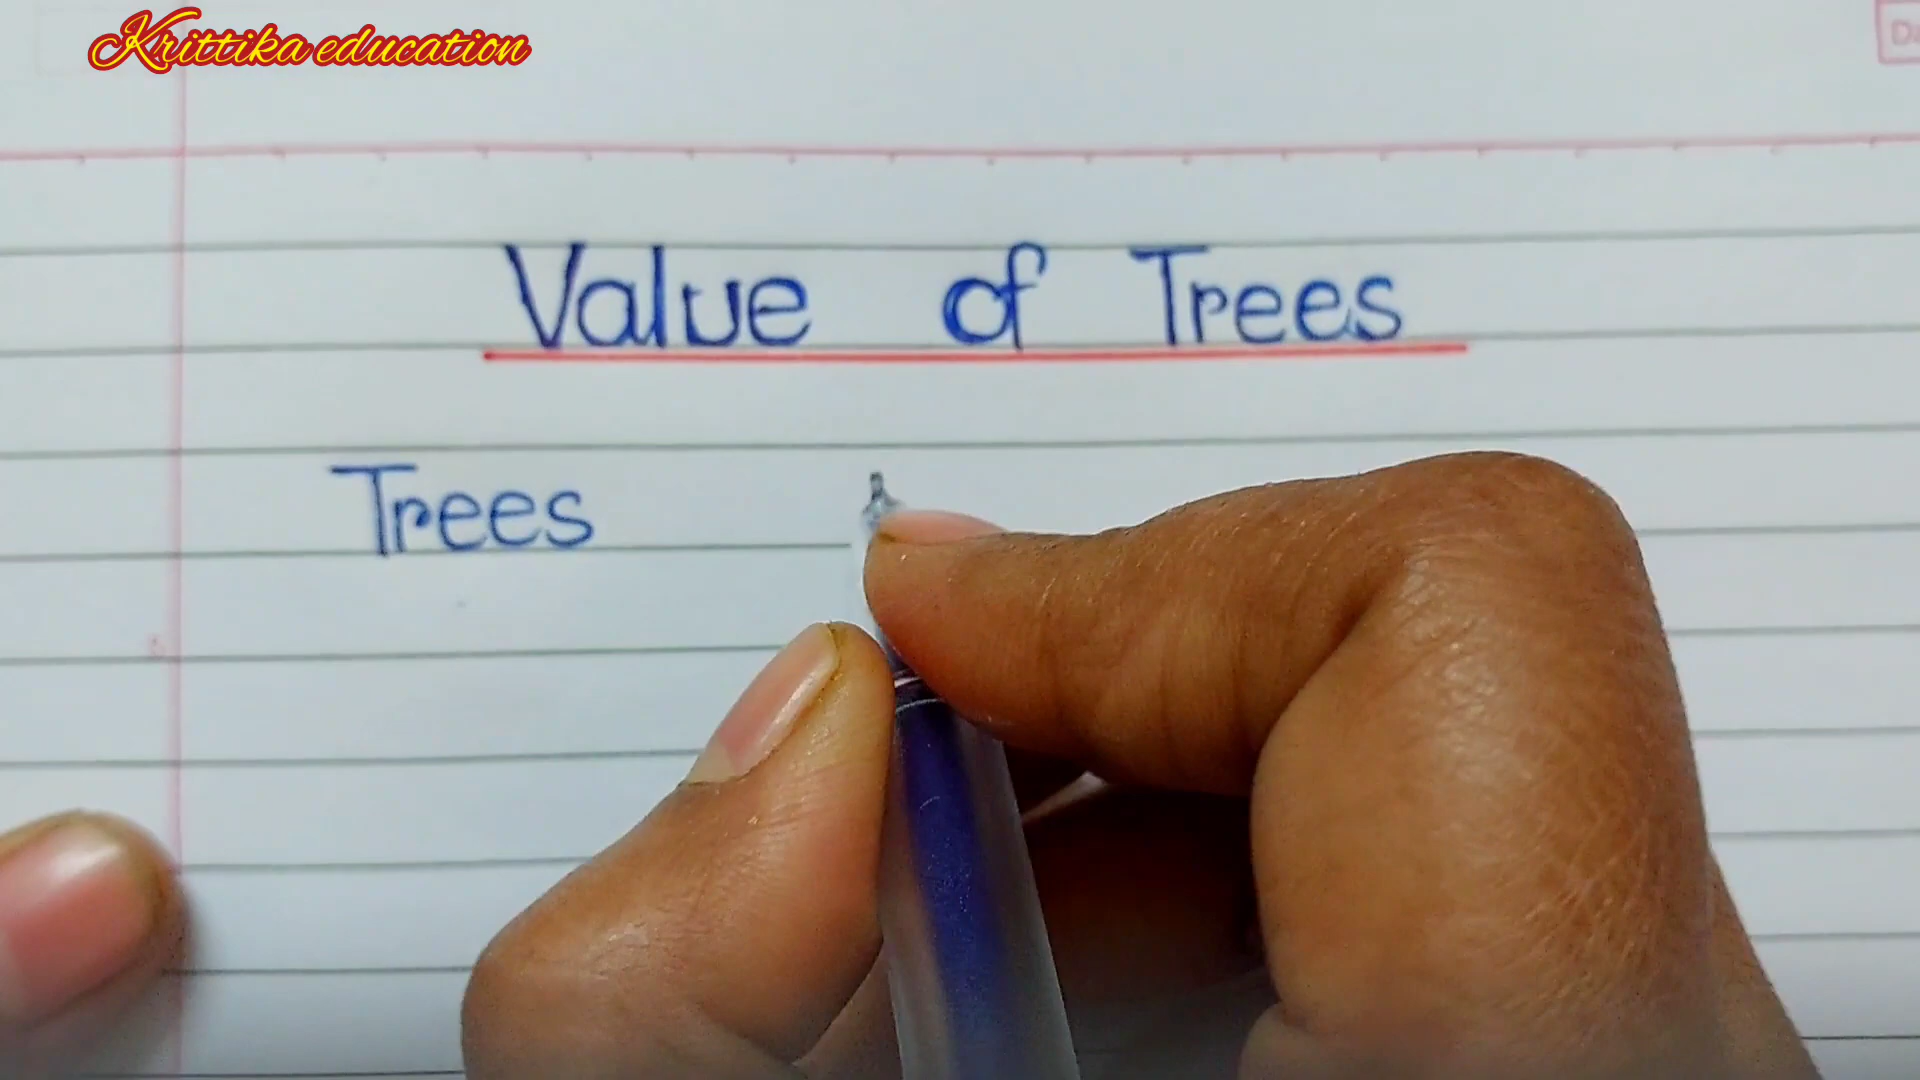 Krittika education
Value of Trees
Trees